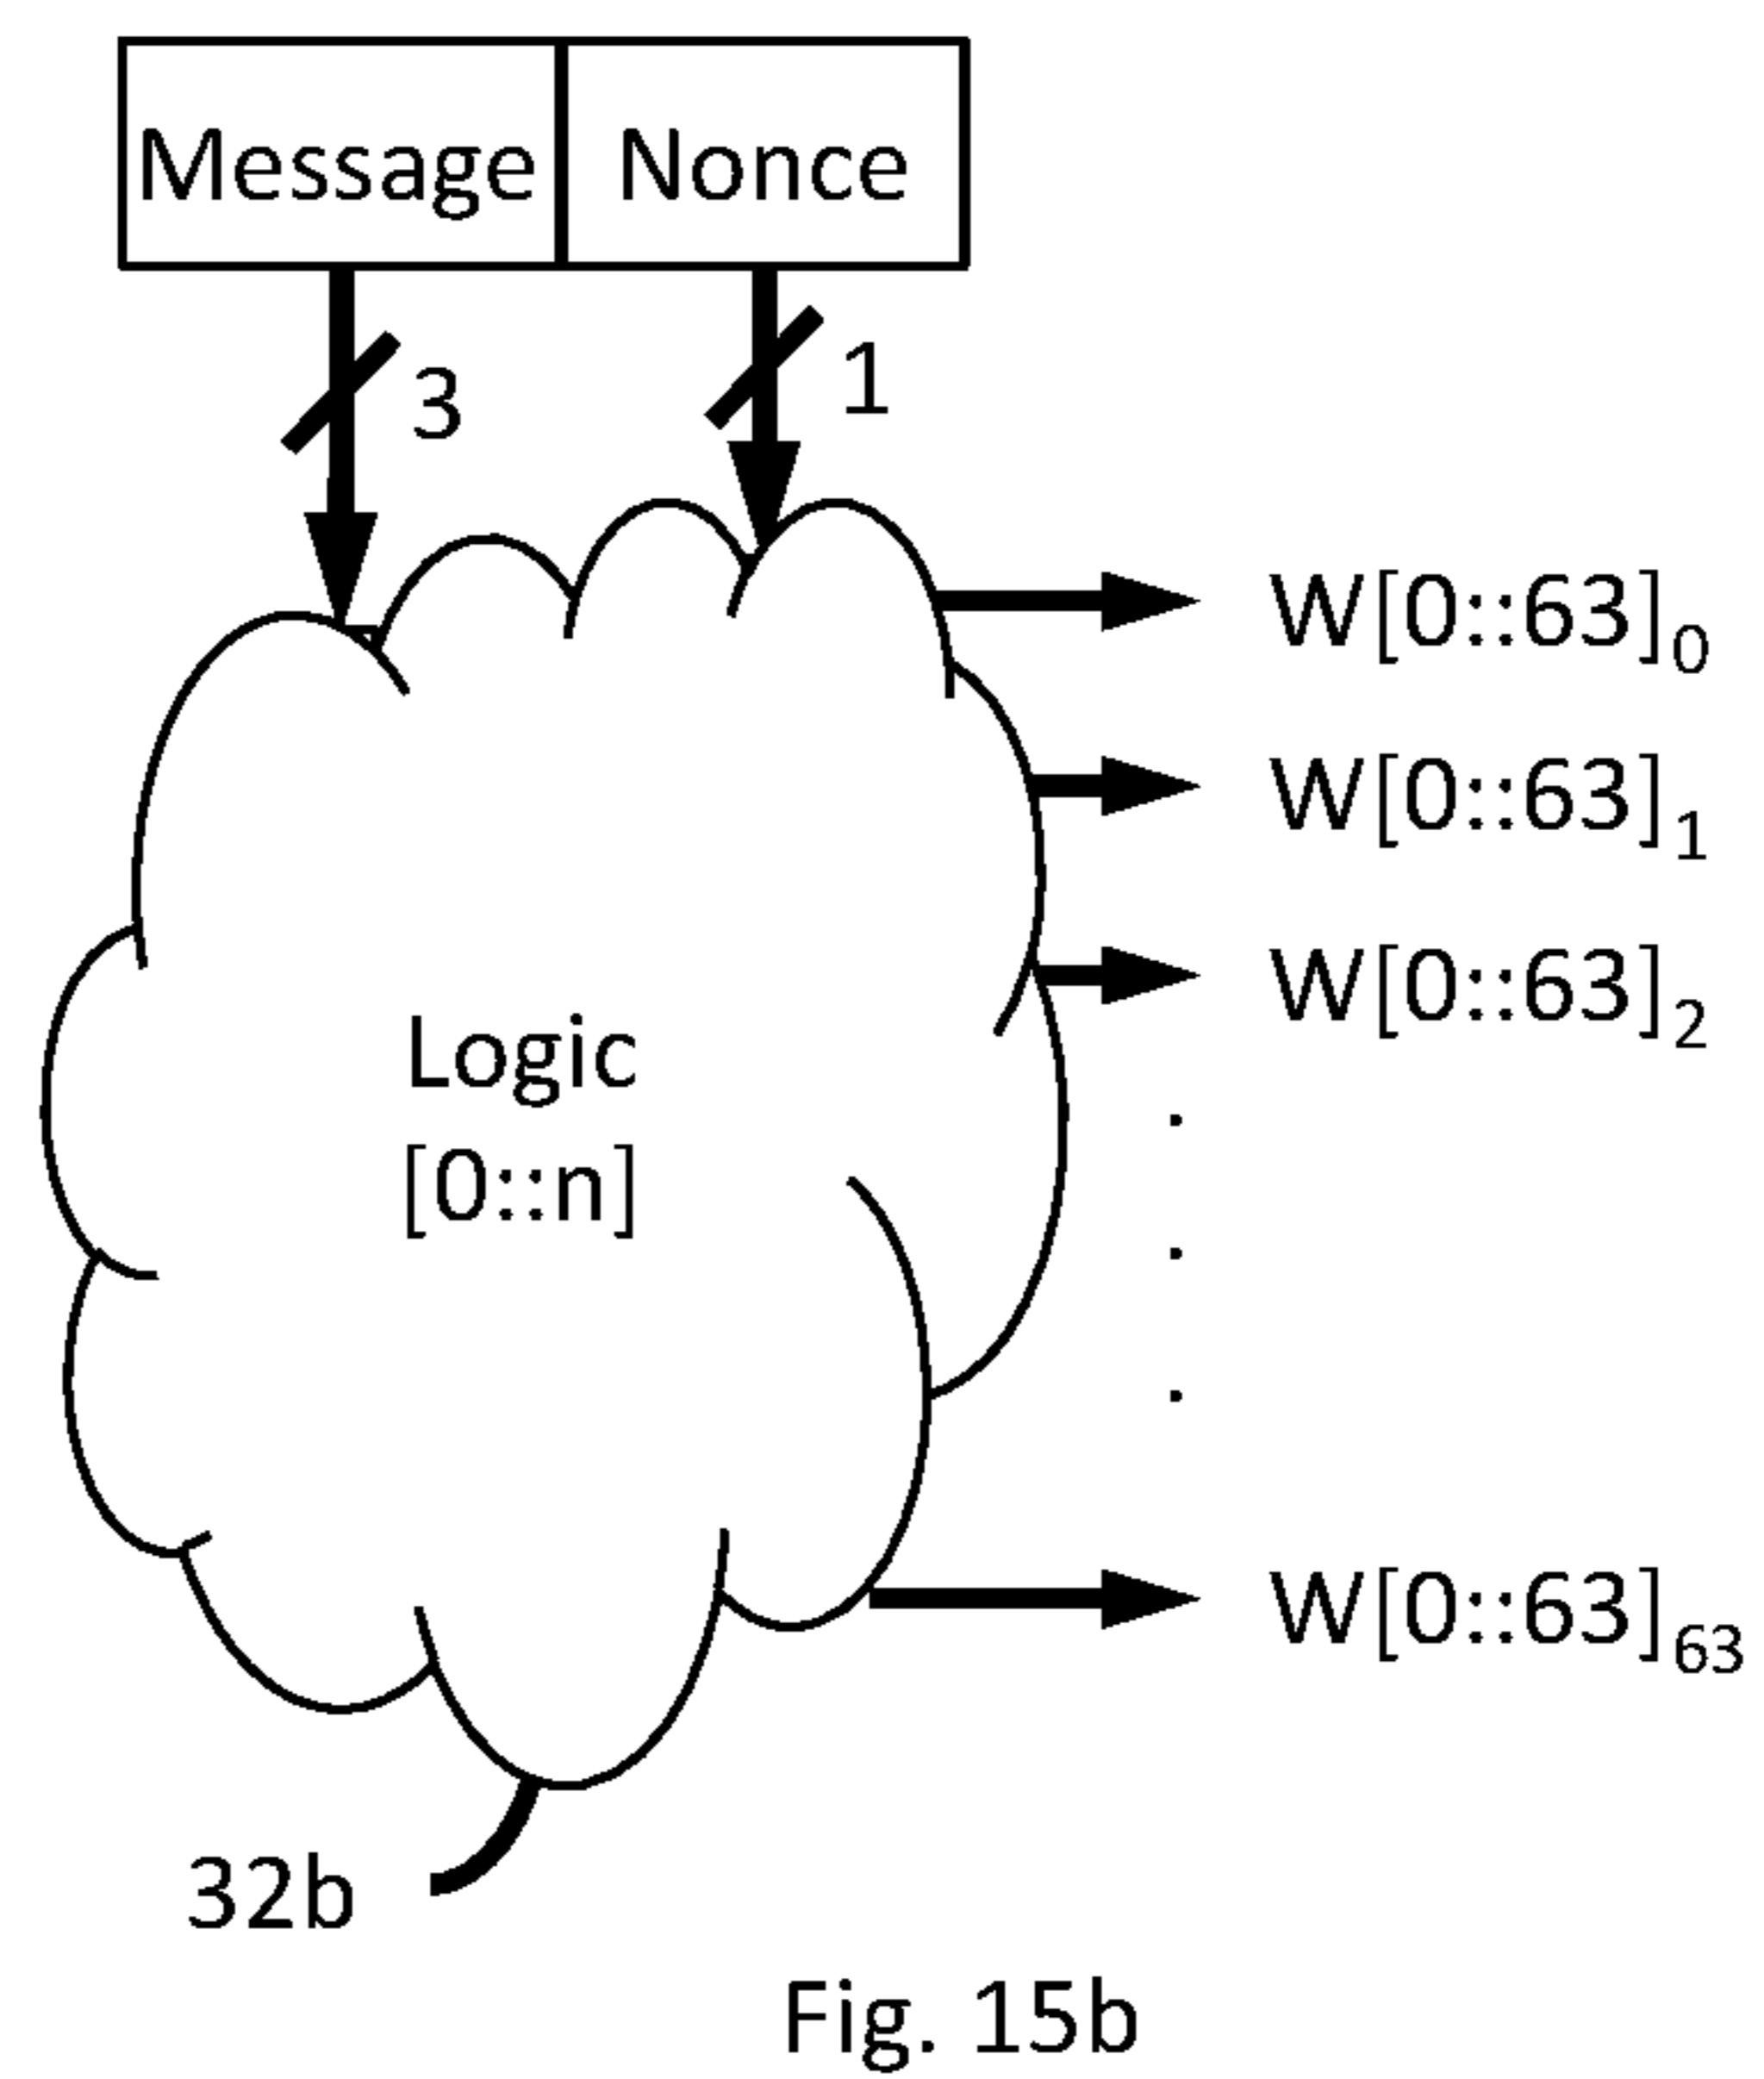 Message Nonce
3 1
W[0::63]0
W[0::63]1
W[0::63]2
Logic
[0::n]
.
.
.
W[0::63]63
32b
Fig. 15b